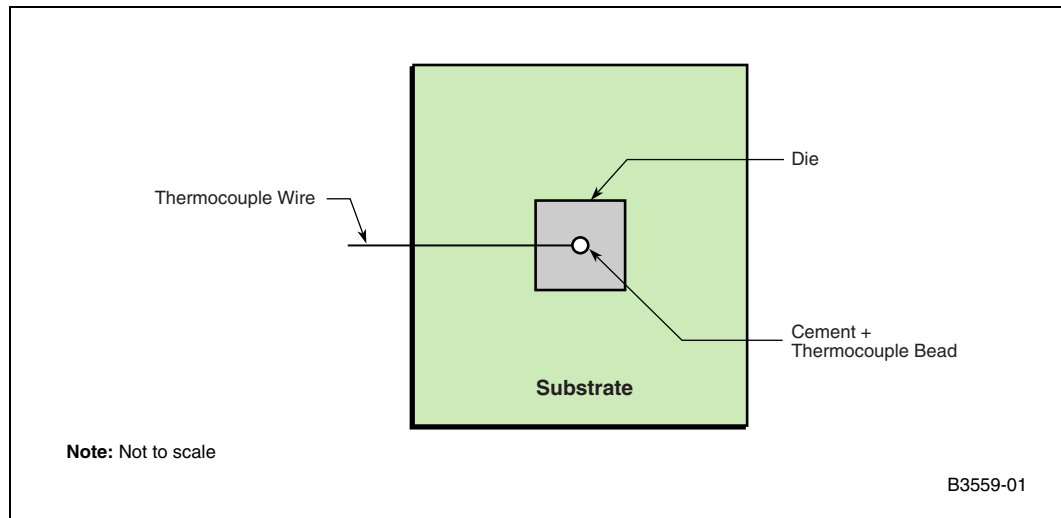 Die
Thermocouple Wire
Cement +
Thermocouple Bead
Substrate
Note: Not to scale
B3559-01